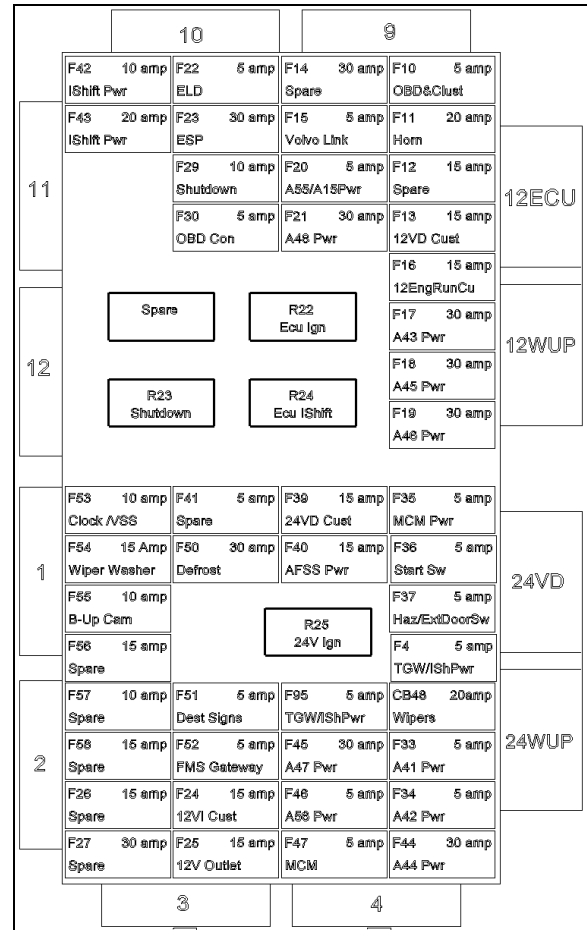 10
9
F42 10 amp
IShift Pwr
F22 5 amp
ELD
F14 30 amp
Spare
F10 5 amp
OBD&Clust
F43 20 amp
IShift Pwr
F23 30 amp
ESP
F15 5 amp
Volvo Link
F11 20 amp
Horn
F29 10 amp
Shutdown
F20 5 amp
A55/A15Pwr
F12 15 amp
Spare
11
12ECU
F30 5 amp
OBD Con
F21 30 amp
A48 Pwr
F13 15 amp
12VD Cust
F16 15 amp
12EngRunCu
Spare
R22
Ecu Ign
F17 30 amp
A43 Pwr
12
12WUP
F18 30 amp
A45 Pwr
R23
Shutdown
R24
Ecu IShift
F19 30 amp
A46 Pwr
F53 10 amp
Clock /VSS
F41 5 amp
Spare
F39 15 amp
24VD Cust
F35 5 amp
MCM Pwr
F54 15 Amp
Wiper Washer
F50 30 amp
Defrost
F40 15 amp
AFSS Pwr
F36 5 amp
Start Sw
1
24VD
F55 10 amp
B-Up Cam
R25
24V Ign
F37 5 amp
Haz/ExtDoorSw
F56 15 amp
Spare
F4 5 amp
TGW/IShPwr
F57 10 amp
Spare
F51 5 amp
Dest Signs
F95 5 amp
TGW/IShPwr
CB48 20amp
Wipers
2
24WUP
F58 15 amp
Spare
F52 5 amp
FMS Gateway
F45 30 amp
A47 Pwr
F33 5 amp
A41 Pwr
F26 15 amp
Spare
F24 15 amp
12VI Cust
F46 5 amp
A56 Pwr
F34 5 amp
A42 Pwr
F27 30 amp
Spare
F25 15 amp
12V Outlet
F47 5 amp
MCM
F44 30 amp
A44 Pwr
3
4